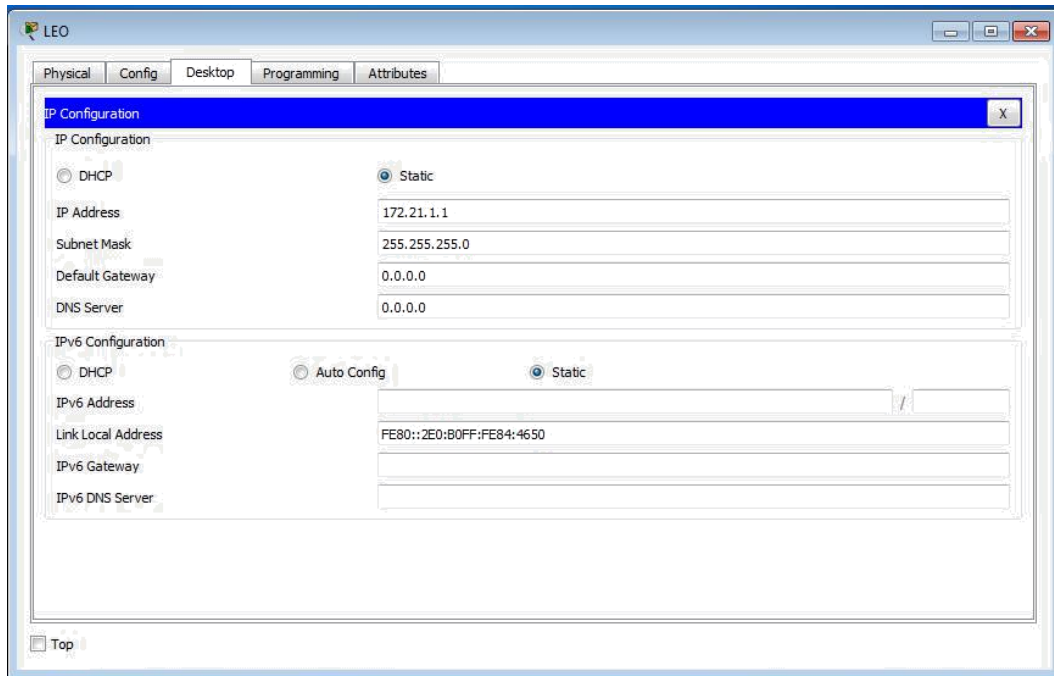 LEO
Physical Config Desktop Programming Attributes
IP Configuration X
IP Configuration
DHCP Static
IP Address 172.21.1.1
Subnet Mask 255.255.255.0
Default Gateway 0.0.0.0
DNS Server 0.0.0.0
IPv6 Configuration
DHCP Auto Config Static
IPv6 Address /
Link Local Address FE80::2E0:B0FF:FE84:4650
IPv6 Gateway
IPv6 DNS Server
Top